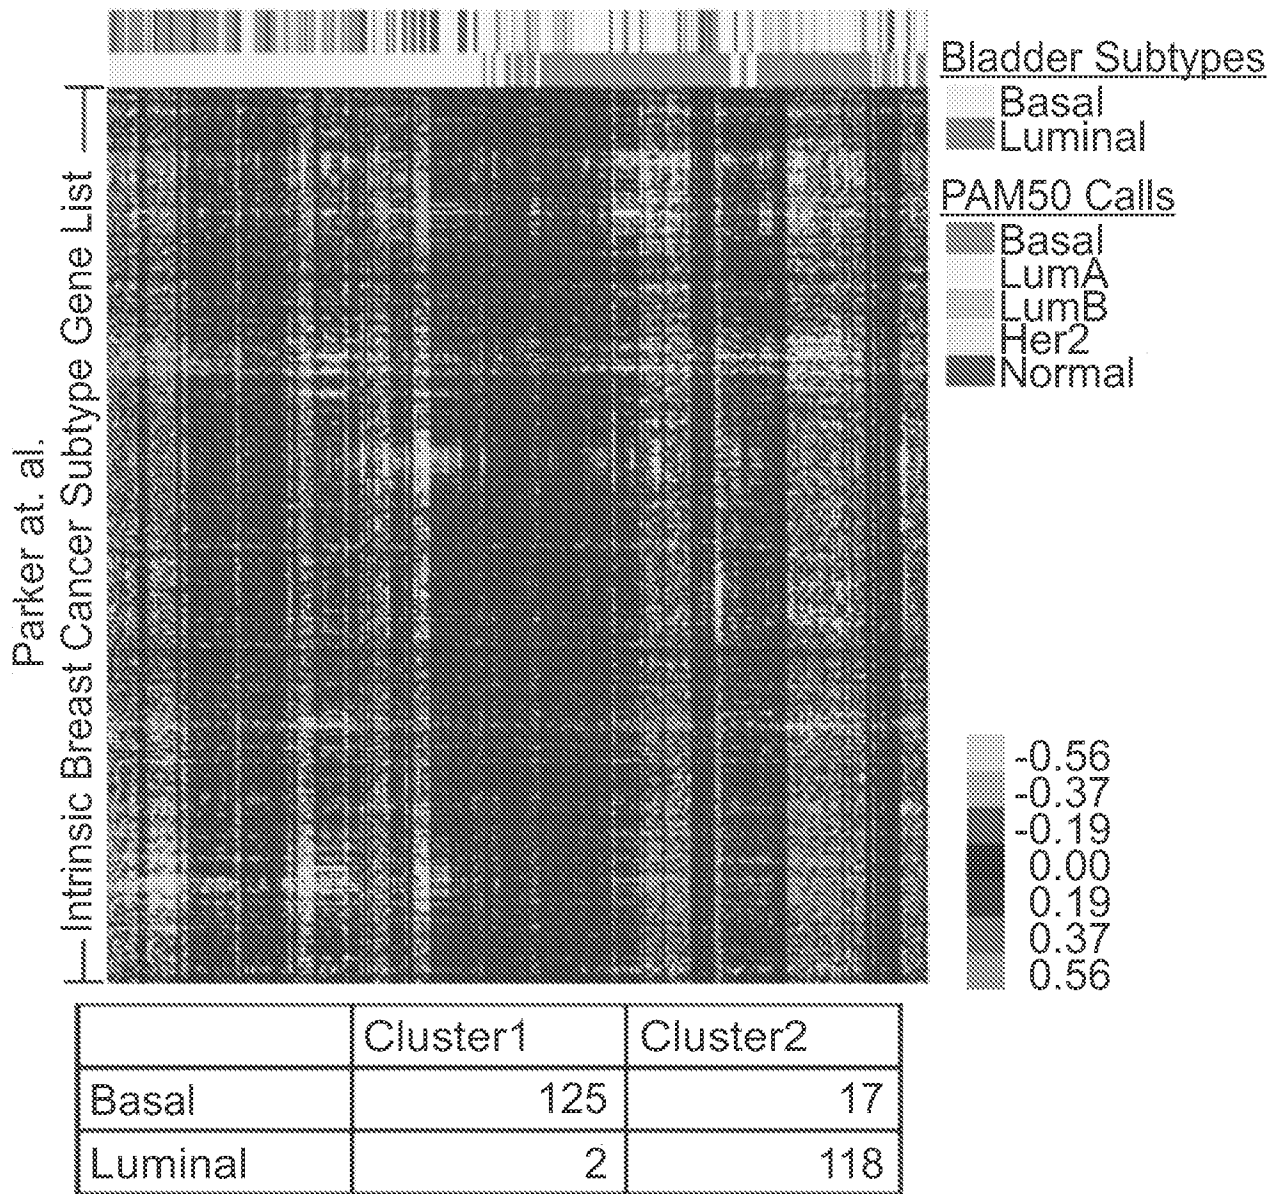 Bladder Subtypes
Basal
Luminal
PAM50 Calls
Basal
LumA
LumB
Her2
Normal
Parker at. al.
Intrinsic Breast Cancer Subtype Gene List
-0.56
-0.37
-0.19
0.00
0.19
0.37
0.56
Cluster1 Cluster2
Basal 125 17
Luminal 2 118